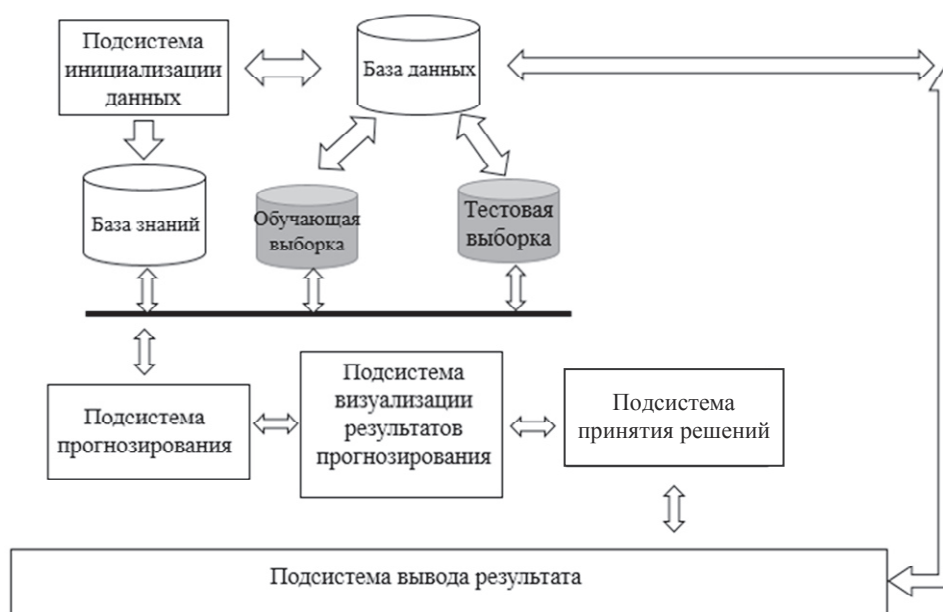 Подсистема
инициализации
данных
База данных
База знаний
Обучающая
выборка
Тестовая
выборка
Подсистема
прогнозирования
Подсистема
визуализации
результатов
прогнозирования
Подсистема
принятия решений
Подсистема вывода результата